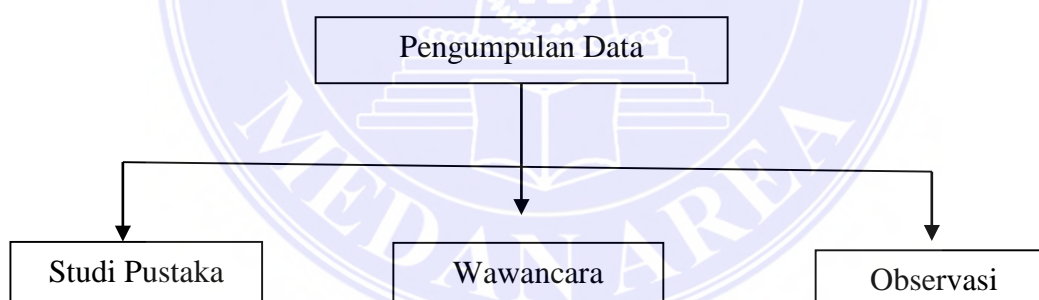 Pengumpulan Data
MEDAN AREA
Studi Pustaka
Wawancara
Observasi